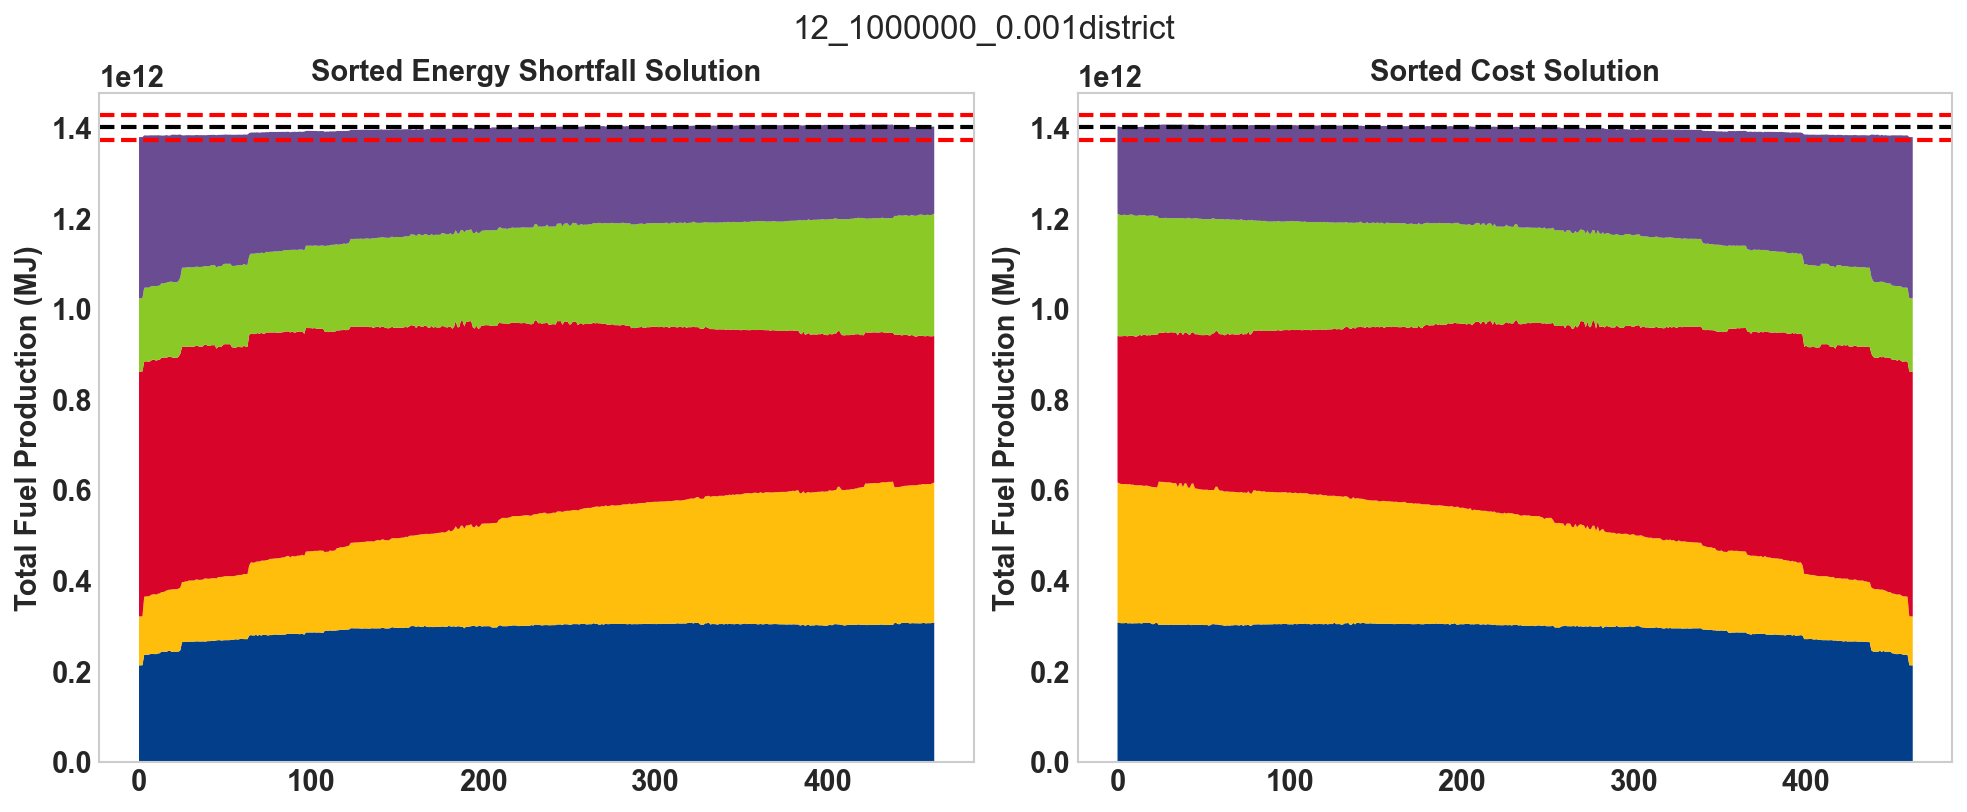 12_1000000_0.001district
Sorted Energy Shortfall Solution
1e12
Total Fuel Production (MJ)
1.4
1.2
1.0
0.8
0.6
0.4
0.2
0.0
0 100 200 300 400
Sorted Cost Solution
1e12
Total Fuel Production (MJ)
1.4
1.2
1.0
0.8
0.6
0.4
0.2
0.0
0 100 200 300 400